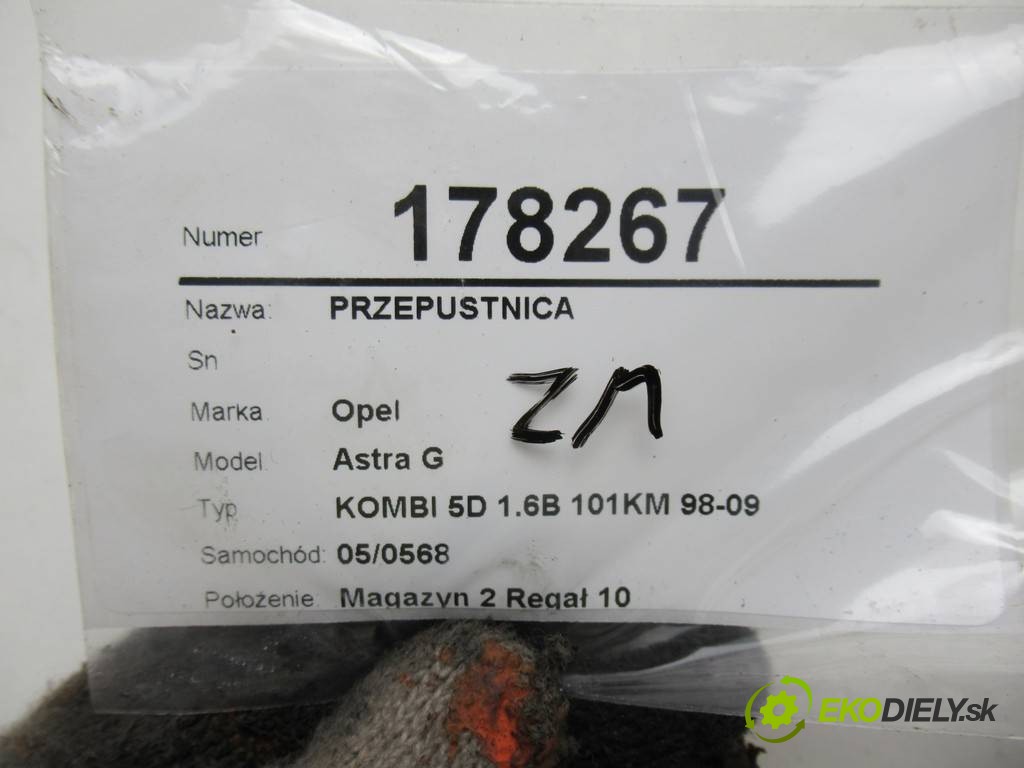 Numer 178267
Nazwa: PRZEPUSTNICA
Sn
ZM
Marka Opel
Model Astra G
Typ KOMBI 5D 1.6B 101KM 98-09
Samochód: 05/0568
Położenie: Magazyn 2 Regał 10
EKODIELY.sk